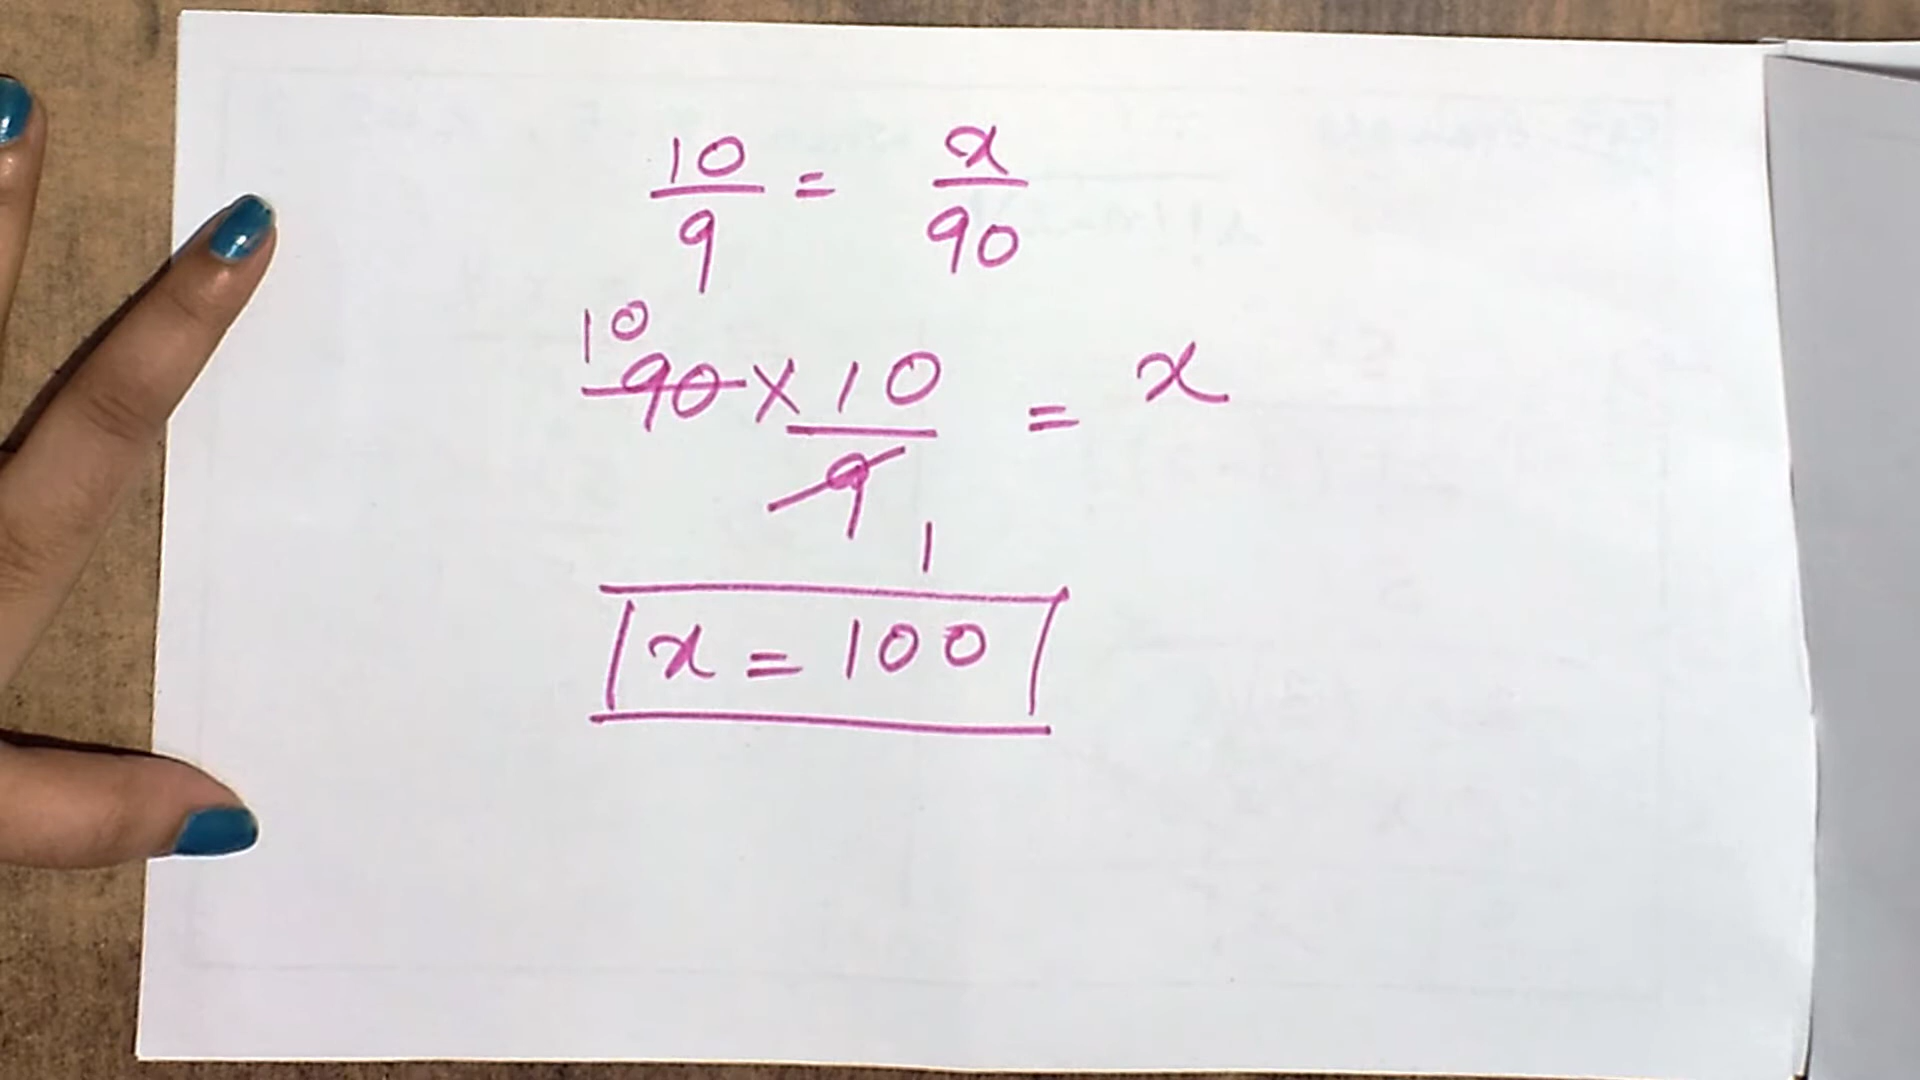 10/9 = x/90
10
90 × 10/9 = x
1
x = 100